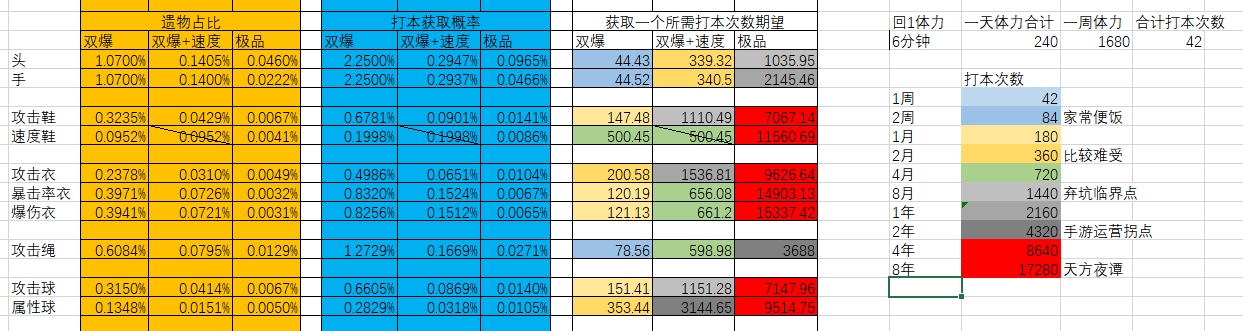 遗物占比 打本获取概率 获取一个所需打本次数期望 回1体力 一天体力合计 一周体力 合计打本次数
双爆 双爆+速度 极品 双爆 双爆+速度 极品 双爆 双爆+速度 极品 6分钟 240 1680 42
头 1.0700% 0.1405% 0.0460% 2.2500% 0.2947% 0.0965% 44.43 339.32 1035.95
手 1.0700% 0.1400% 0.0222% 2.2500% 0.2937% 0.0466% 44.52 340.5 2145.46 打本次数
1周 42
攻击鞋 0.3235% 0.0429% 0.0067% 0.6781% 0.0901% 0.0141% 147.48 1110.49 7067.14 2周 84 家常便饭
速度鞋 0.0952% 0.0952% 0.0041% 0.1998% 0.1998% 0.0086% 500.45 500.45 11560.69 1月 180
2月 360 比较难受
攻击衣 0.2378% 0.0310% 0.0049% 0.4986% 0.0651% 0.0104% 200.58 1536.81 9626.64 4月 720
暴击率衣 0.3971% 0.0726% 0.0032% 0.8320% 0.1524% 0.0067% 120.19 656.08 14903.13 8月 1440 弃坑临界点
爆伤衣 0.3941% 0.0721% 0.0031% 0.8256% 0.1512% 0.0065% 121.13 661.2 15337.42 1年 2160
2年 4320 手游运营拐点
攻击绳 0.6084% 0.0795% 0.0129% 1.2729% 0.1669% 0.0271% 78.56 598.98 3688 4年 8640
8年 17280 天方夜谭
攻击球 0.3150% 0.0414% 0.0067% 0.6605% 0.0869% 0.0140% 151.41 1151.28 7147.96
属性球 0.1348% 0.0151% 0.0050% 0.2829% 0.0318% 0.0105% 353.44 3144.65 9514.75